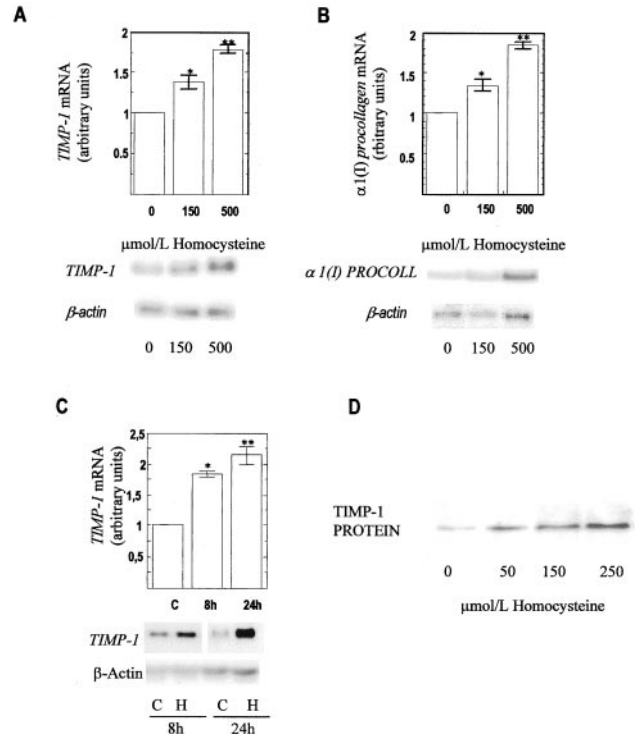 A
TIMP-1 mRNA
(arbitrary units)
2
1.5
1
0.5
* **
0 150 500
μmol/L Homocysteine
TIMP-1
β-actin
0 150 500
B
α1(I) procollagen mRNA
(rbitrary units)
2
1.5
1
0.5
* **
0 150 500
μmol/L Homocysteine
α 1(I) PROCOLL
β-actin
0 150 500
C
TIMP-1 mRNA
(arbitrary units)
2,5
2
1,5
1
0,5
* **
C 8h 24h
TIMP-1
β-Actin
C H C H
8h 24h
D
TIMP-1
PROTEIN
0 50 150 250
μmol/L Homocysteine